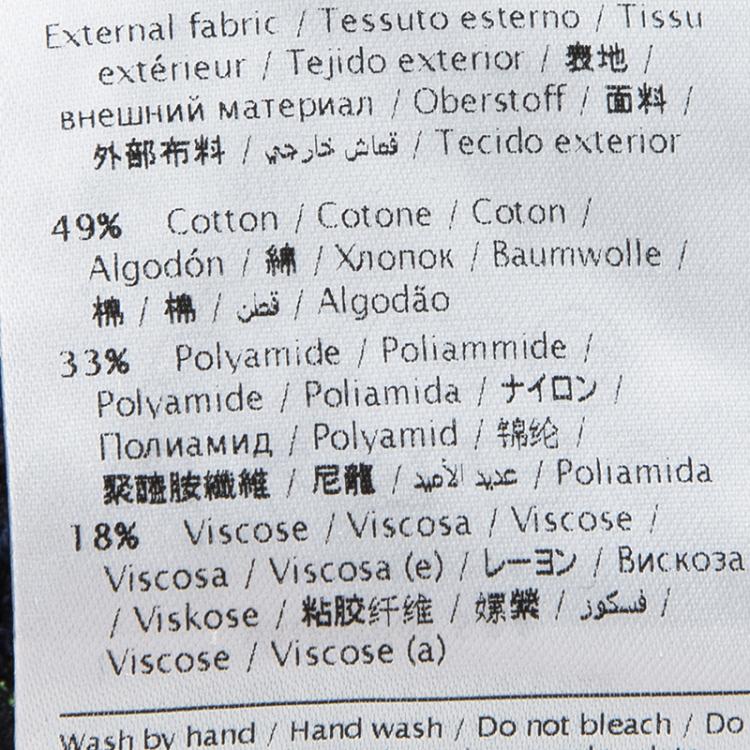 External fabric / Tessuto esterno / Tissu
extérieur / Tejido exterior / 表地 /
внешний материал / Oberstoff / 面料 /
外部布料 / قماش خارجي / Tecido exterior
49% Cotton / Cotone / Coton /
Algodón / 綿 / Хлопок / Baumwolle /
棉 / 棉 / قطن / Algodão
33% Polyamide / Poliammide /
Polyamide / Poliamida / ナイロン /
Полиамид / Polyamid / 锦纶 /
聚醯胺纖維 / 尼龍 / عديد الأميد / Poliamida
18% Viscose / Viscosa / Viscose /
Viscosa / Viscosa (e) / レーヨン / Вискоза
/ Viskose / 粘胶纤维 / 嫘縈 / فسكوز /
Viscose / Viscose (a)
Wash by hand / Hand wash / Do not bleach / Do